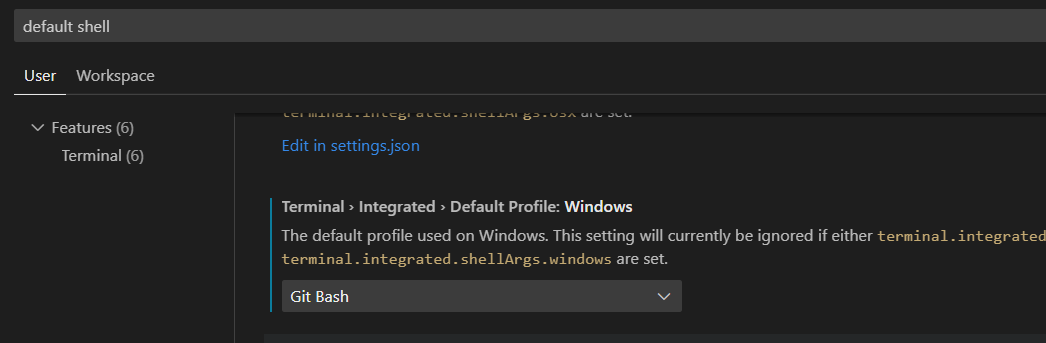 default shell
User Workspace
Features (6)
Terminal (6)
terminal.integrated.shellArgs.osx are set.
Edit in settings.json
Terminal › Integrated › Default Profile: Windows
The default profile used on Windows. This setting will currently be ignored if either terminal.integrated
terminal.integrated.shellArgs.windows are set.
Git Bash